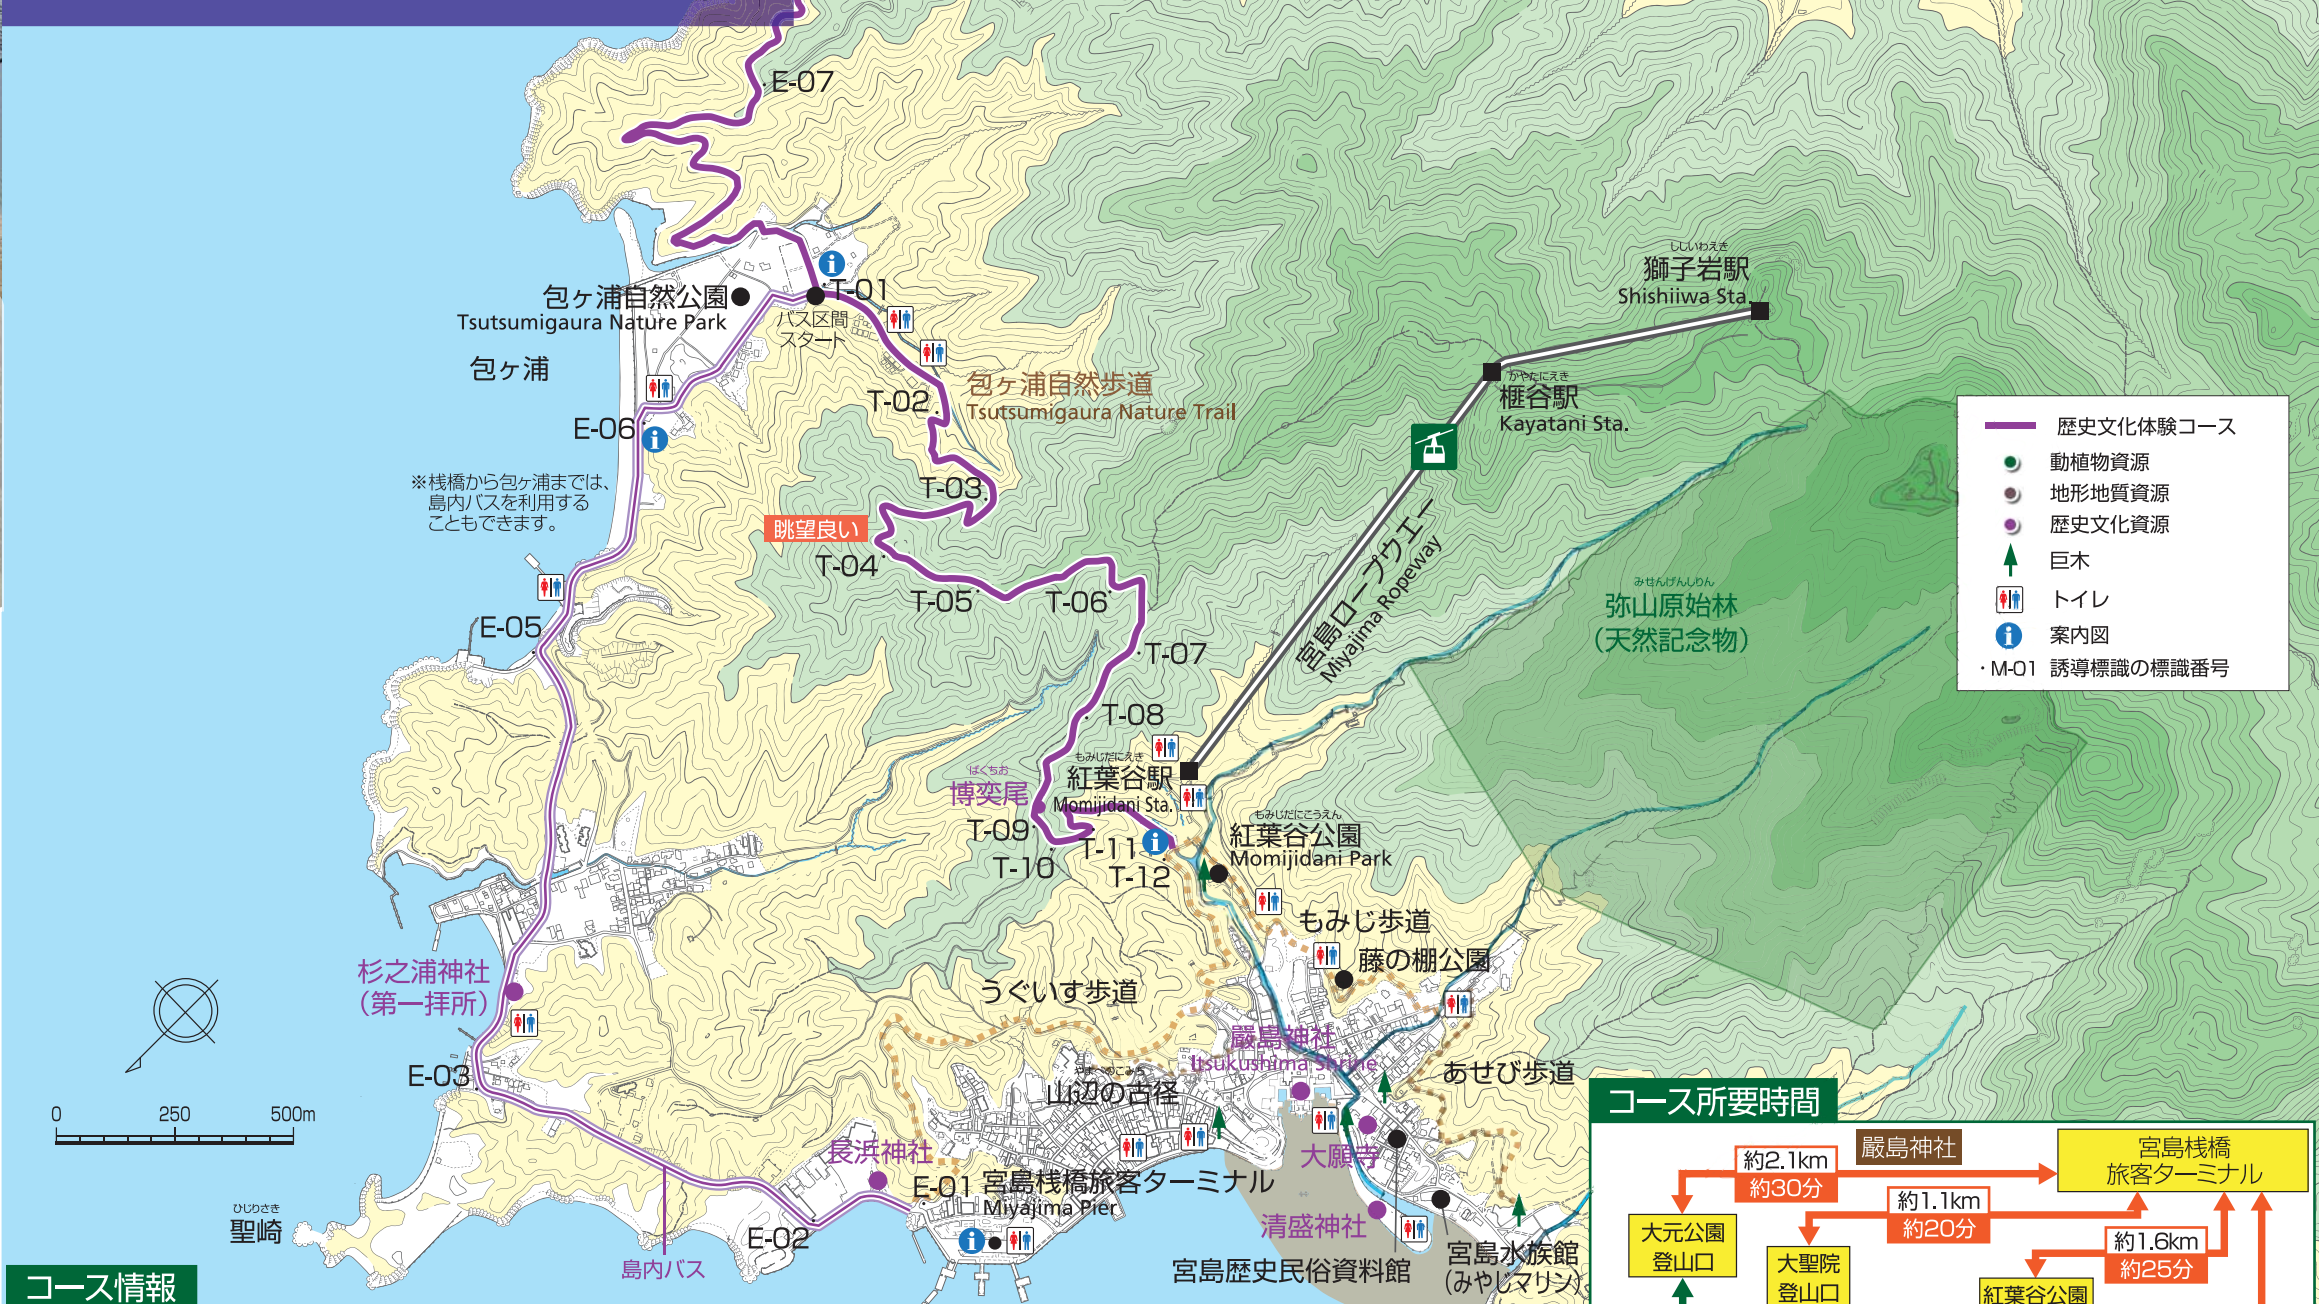 E-07
T-01
包ヶ浦自然公園
Tsutsumigaura Nature Park
バス区間
スタート
包ヶ浦
T-02
包ヶ浦自然歩道
Tsutsumigaura Nature Trail
E-06
※桟橋から包ヶ浦までは、
島内バスを利用する
こともできます。
T-03
眺望良い
T-04
T-05
T-06
E-05
T-07
T-08
ししいわえき
獅子岩駅
Shishiiwa Sta.
かやたにえき
榧谷駅
Kayatani Sta.
宮島ロープウエー
Miyajima Ropeway
みせんげんしりん
弥山原始林
(天然記念物)
歴史文化体験コース
動植物資源
地形地質資源
歴史文化資源
巨木
トイレ
案内図
・M-01 誘導標識の標識番号
もみじだにえき
紅葉谷駅
Momijidani Sta.
ばくちお
博奕尾
T-09
T-10
T-11
T-12
もみじだにこうえん
紅葉谷公園
Momijidani Park
もみじ歩道
藤の棚公園
うぐいす歩道
杉之浦神社
(第一拝所)
E-03
嚴島神社
Itsukushima Shrine
あせび歩道
やまべのこみち
山辺の古径
0 250 500m
長浜神社
大願寺
E-01
宮島桟橋旅客ターミナル
Miyajima Pier
E-02
清盛神社
ひじりさき
聖崎
島内バス
宮島歴史民俗資料館
宮島水族館
(みやじマリン)
コース情報
コース所要時間
嚴島神社
宮島桟橋
旅客ターミナル
約2.1km
約30分
約1.1km
約20分
約1.6km
約25分
大元公園
登山口
大聖院
登山口
紅葉谷公園